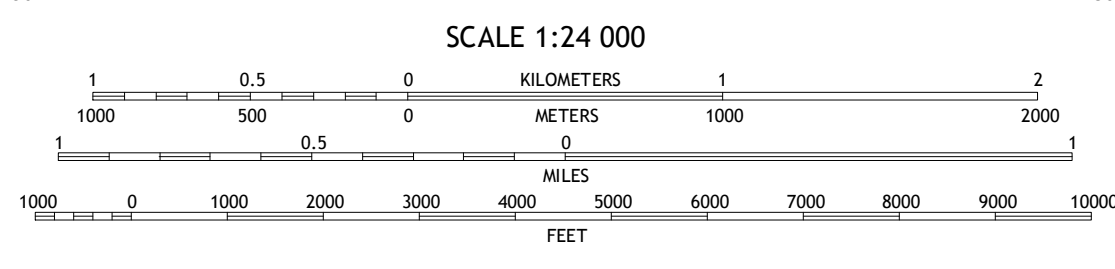 SCALE 1:24 000
1 0.5 0 KILOMETERS 1 2
1000 500 0 METERS 1000 2000
1 0.5 0 1
MILES
1000 0 1000 2000 3000 4000 5000 6000 7000 8000 9000 10000
FEET